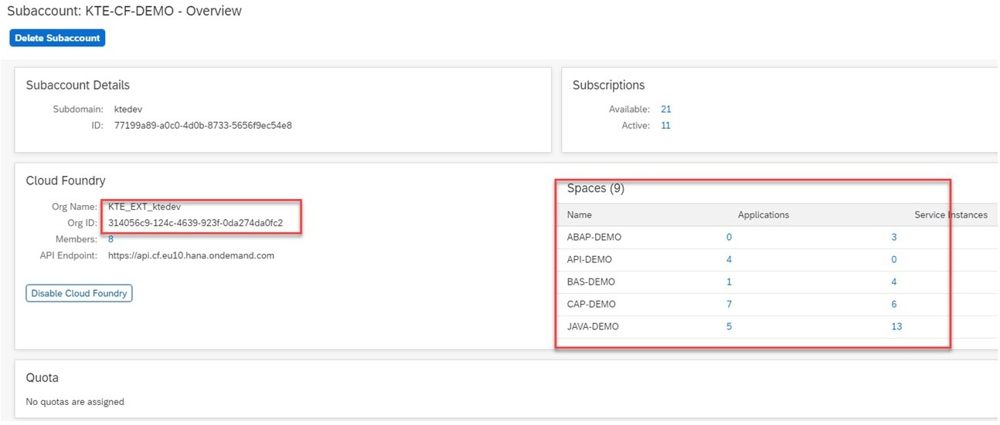 Subaccount: KTE-CF-DEMO - Overview
Delete Subaccount
Subaccount Details
Subdomain: ktedev
ID: 77199a89-a0c0-4d0b-8733-5656f9ec54e8
Subscriptions
Available: 21
Active: 11
Cloud Foundry
Org Name: KTE_EXT_ktedev
Org ID: 314056c9-124c-4639-923f-0da274da0fc2
Members: 8
API Endpoint: https://api.cf.eu10.hana.ondemand.com
Disable Cloud Foundry
Spaces (9)
Name Applications Service Instances
ABAP-DEMO 0 3
API-DEMO 4 0
BAS-DEMO 1 4
CAP-DEMO 7 6
JAVA-DEMO 5 13
Quota
No quotas are assigned